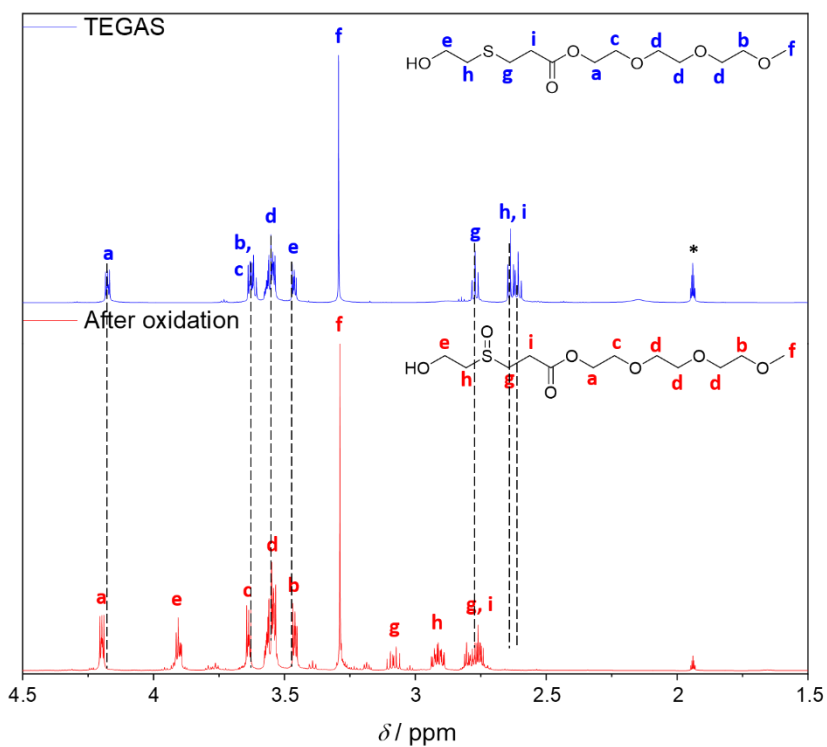 TEGAS
f
e
S
i
c
d
d
b
f
HO
O
O
O
O
h
g
O
a
d
d
a
b,
c
d
e
g
h, i
*
After oxidation
f
O
e
S
i
c
d
d
b
f
HO
O
O
O
O
h
g
O
a
d
d
a
e
c
d
b
g
h
g, i
4.5 4 3.5 3 2.5 2 1.5
δ / ppm